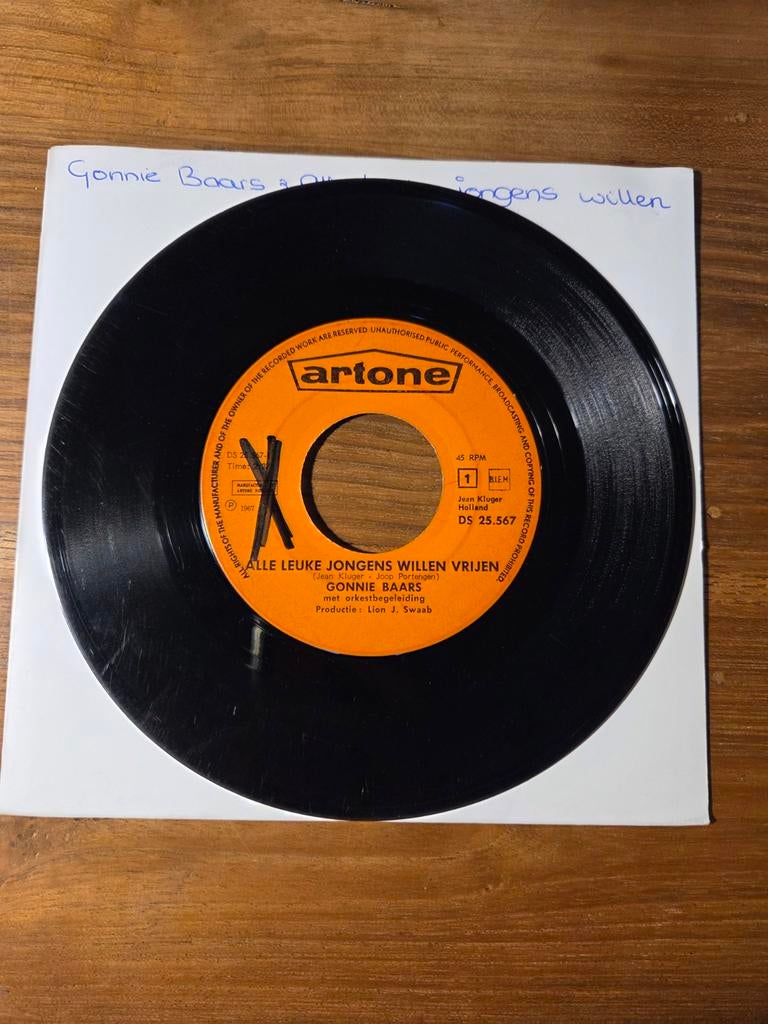 Gonnie Baars jongens willen
ALL RIGHTS OF THE MANUFACTURER AND OF THE OWNER OF THE RECORDED WORK ARE RESERVED UNAUTHORISED PUBLIC PERFORMANCE, BROADCASTING AND COPYING OF THIS RECORD PROHIBITED
artone
DS
Time:
Ⓟ 1967
45 RPM
1 B.I.E.M
Jean Kluger
Holland
DS 25.567
ALLE LEUKE JONGENS WILLEN VRIJEN
(Jean Kluger - Joop Portengen)
GONNIE BAARS
met orkestbegeleiding
Productie: Lion J. Swaab